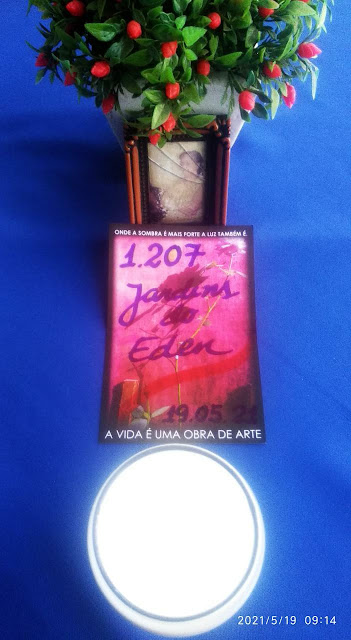 ONDE A SOMBRA É MAIS FORTE A LUZ TAMBÉM É.
1.207
Jardins
do
Éden
19.05.21
A VIDA É UMA OBRA DE ARTE
2021/5/19 09:14